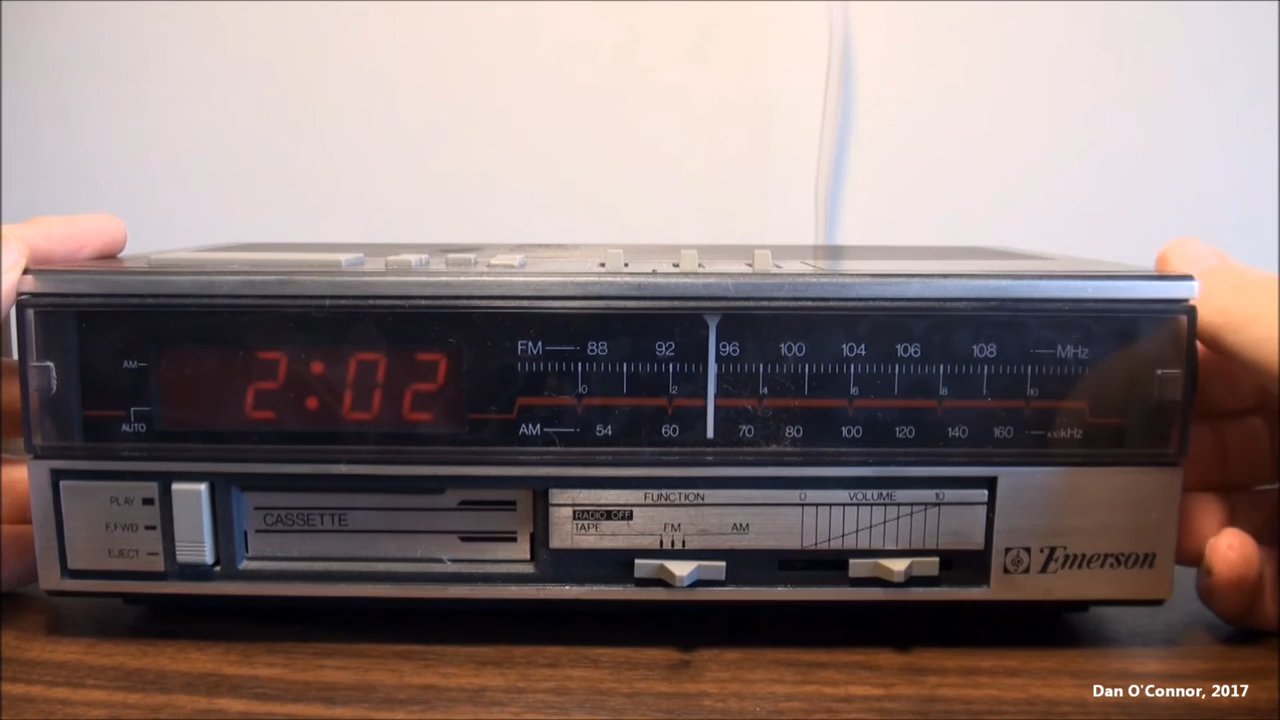 AM
2:02
AUTO
FM 88 92 96 100 104 106 108 MHz
0 2 4 6 8 10
AM 54 60 70 80 100 120 140 160 x10kHz
PLAY
F,FWD
EJECT
CASSETTE
FUNCTION
RADIO OFF
TAPE FM AM
0 VOLUME 10
Emerson
Dan O'Connor, 2017